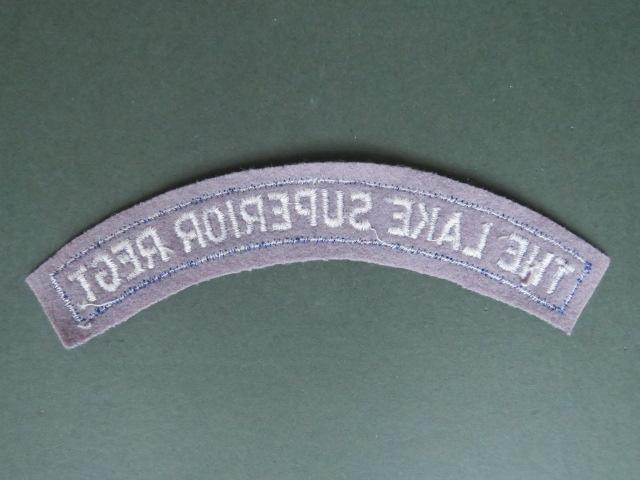 THE LAKE SUPERIOR REGT.